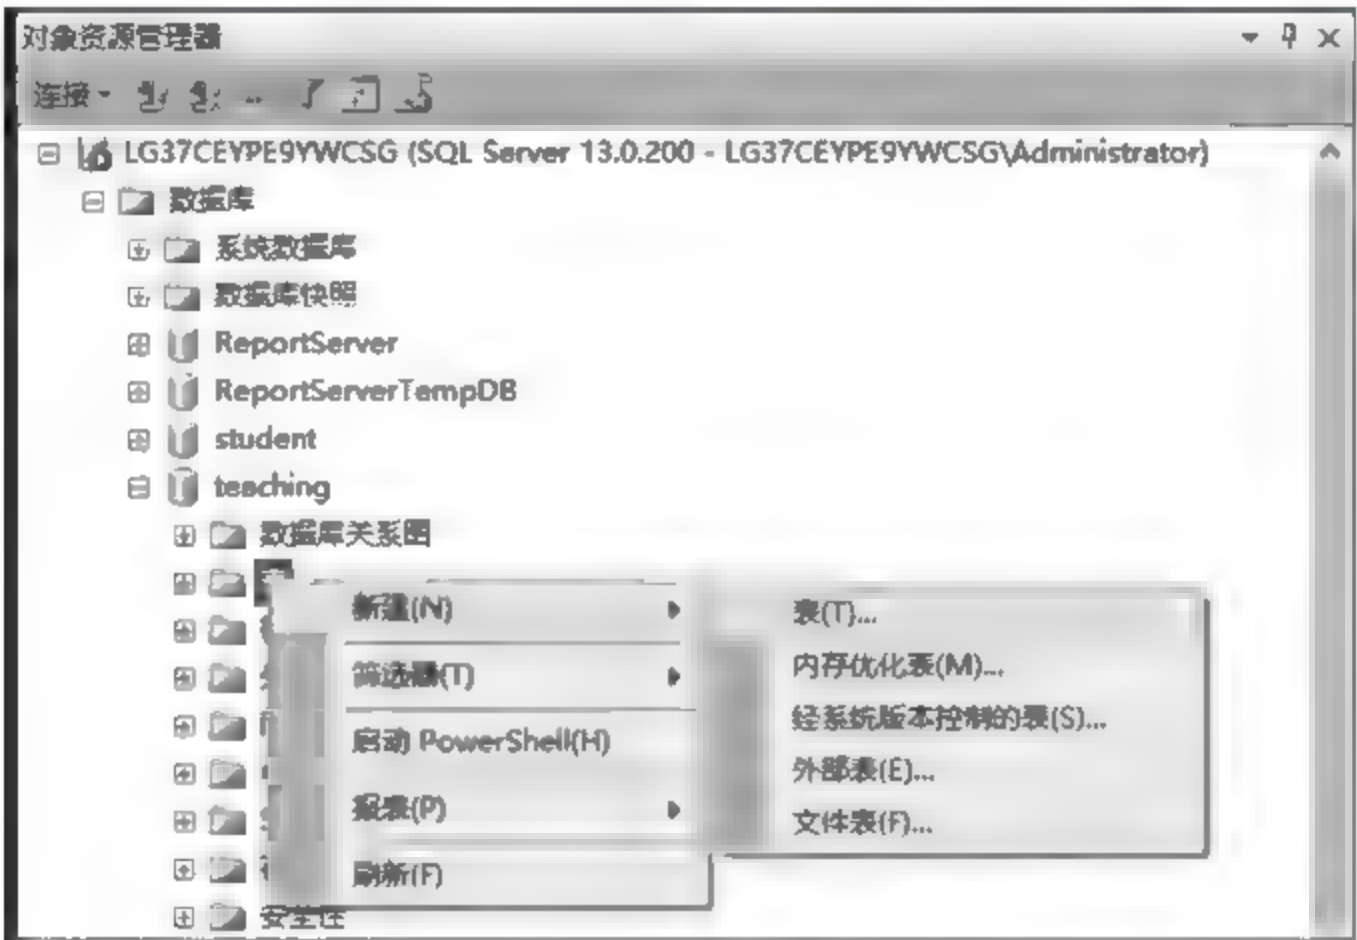 对象资源管理器
连接
LG37CEYPE9YWCSG (SQL Server 13.0.200 - LG37CEYPE9YWCSG\Administrator)
数据库
系统数据库
数据库快照
ReportServer
ReportServerTempDB
student
teaching
数据库关系图
新建(N)
筛选器(T)
启动 PowerShell(H)
报表(P)
刷新(F)
表(T)...
内存优化表(M)...
经系统版本控制的表(S)...
外部表(E)...
文件表(F)...
安全性